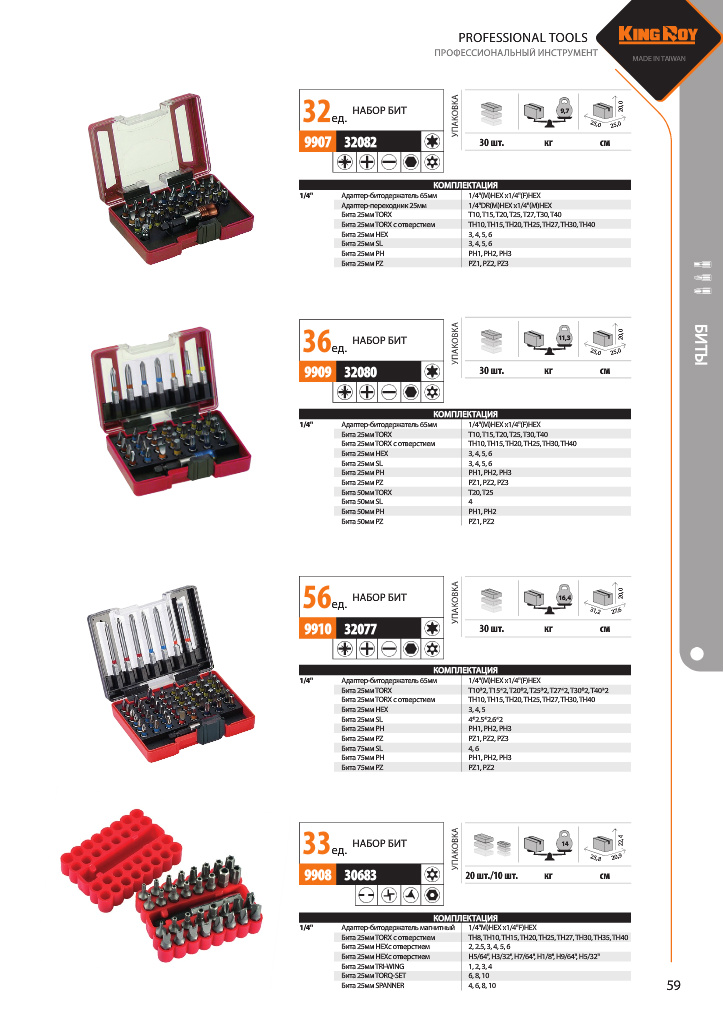 PROFESSIONAL TOOLS
ПРОФЕССИОНАЛЬНЫЙ ИНСТРУМЕНТ
KING ROY
MADE IN TAIWAN
32 ед. НАБОР БИТ
9907 32082
УПАКОВКА
9,7
20,0
25,0 25,0
30 шт. кг см
КОМПЛЕКТАЦИЯ
1/4" Адаптер-битодержатель 65мм 1/4"(M)HEX x1/4"(F)HEX
Адаптер-переходник 25мм 1/4"DR(M)HEX x1/4"(M)HEX
Бита 25мм TORX T10, T15, T20, T25, T27, T30, T40
Бита 25мм TORX с отверстием TH10, TH15, TH20, TH25, TH27, TH30, TH40
Бита 25мм HEX 3, 4, 5, 6
Бита 25мм SL 3, 4, 5, 6
Бита 25мм PH PH1, PH2, PH3
Бита 25мм PZ PZ1, PZ2, PZ3
36 ед. НАБОР БИТ
9909 32080
УПАКОВКА
11,3
20,0
25,0 25,0
30 шт. кг см
КОМПЛЕКТАЦИЯ
1/4" Адаптер-битодержатель 65мм 1/4"(M)HEX x1/4"(F)HEX
Бита 25мм TORX T10, T15, T20, T25, T30, T40
Бита 25мм TORX с отверстием TH10, TH15, TH20, TH25, TH30, TH40
Бита 25мм HEX 3, 4, 5, 6
Бита 25мм SL 3, 4, 5, 6
Бита 25мм PH PH1, PH2, PH3
Бита 25мм PZ PZ1, PZ2, PZ3
Бита 50мм TORX T20, T25
Бита 50мм SL 4
Бита 50мм PH PH1, PH2
Бита 50мм PZ PZ1, PZ2
БИТЫ
56 ед. НАБОР БИТ
9910 32077
УПАКОВКА
16,4
20,0
31,2 27,6
30 шт. кг см
КОМПЛЕКТАЦИЯ
1/4" Адаптер-битодержатель 65мм 1/4"(M)HEX x1/4"(F)HEX
Бита 25мм TORX T10*2, T15*2, T20*2, T25*2, T27*2, T30*2, T40*2
Бита 25мм TORX с отверстием TH10, TH15, TH20, TH25, TH27, TH30, TH40
Бита 25мм HEX 3, 4, 5
Бита 25мм SL 4*2.5*2.6*2
Бита 25мм PH PH1, PH2, PH3
Бита 25мм PZ PZ1, PZ2, PZ3
Бита 75мм SL 4, 6
Бита 75мм PH PH1, PH2, PH3
Бита 75мм PZ PZ1, PZ2
33 ед. НАБОР БИТ
9908 30683
УПАКОВКА
14
22,4
25,8 20,5
20 шт./10 шт. кг см
КОМПЛЕКТАЦИЯ
1/4" Адаптер-битодержатель магнитный 1/4"M)HEX x1/4"F)HEX
Бита 25мм TORX с отверстием TH8, TH10, TH15, TH20, TH25, TH27, TH30, TH35, TH40
Бита 25мм HEXс отверстием 2, 2.5, 3, 4, 5, 6
Бита 25мм HEXс отверстием H5/64", H3/32", H7/64", H1/8", H9/64", H5/32"
Бита 25мм TRI-WING 1, 2, 3, 4
Бита 25мм TORQ-SET 6, 8, 10
Бита 25мм SPANNER 4, 6, 8, 10
59